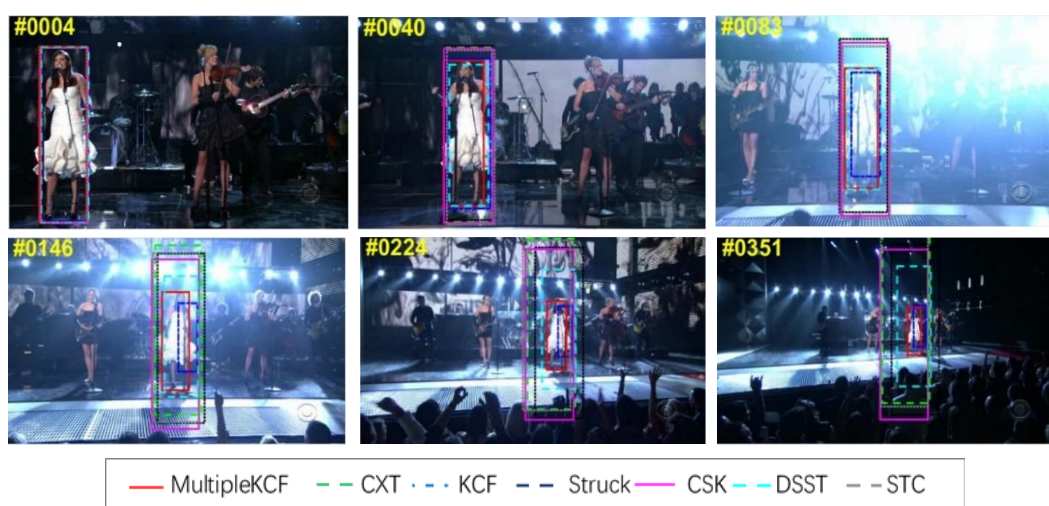 #0004 #0040 #0083
#0146 #0224 #0351
MultipleKCF CXT KCF Struck CSK DSST STC